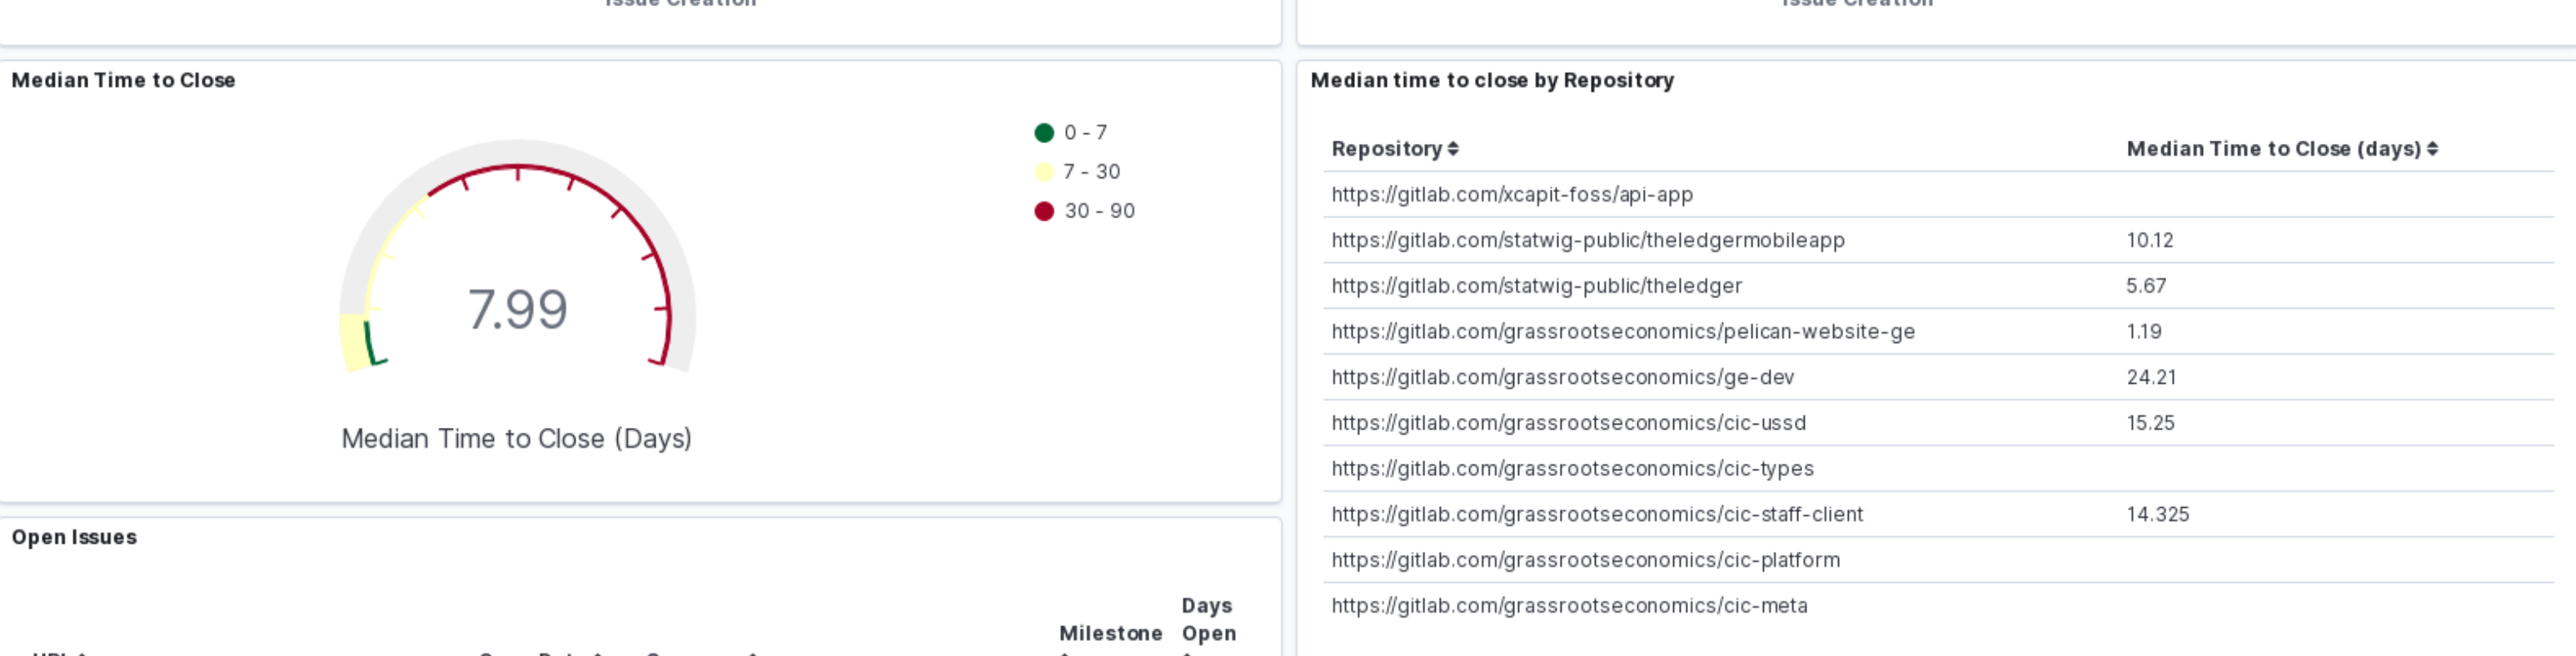 Issue Creation
Issue Creation
Median Time to Close
0 - 7
7 - 30
30 - 90
7.99
Median Time to Close (Days)
Median time to close by Repository
Repository Median Time to Close (days)
https://gitlab.com/xcapit-foss/api-app
https://gitlab.com/statwig-public/theledgermobileapp 10.12
https://gitlab.com/statwig-public/theledger 5.67
https://gitlab.com/grassrootseconomics/pelican-website-ge 1.19
https://gitlab.com/grassrootseconomics/ge-dev 24.21
https://gitlab.com/grassrootseconomics/cic-ussd 15.25
https://gitlab.com/grassrootseconomics/cic-types
https://gitlab.com/grassrootseconomics/cic-staff-client 14.325
https://gitlab.com/grassrootseconomics/cic-platform
https://gitlab.com/grassrootseconomics/cic-meta
Open Issues
Days
Milestone Open